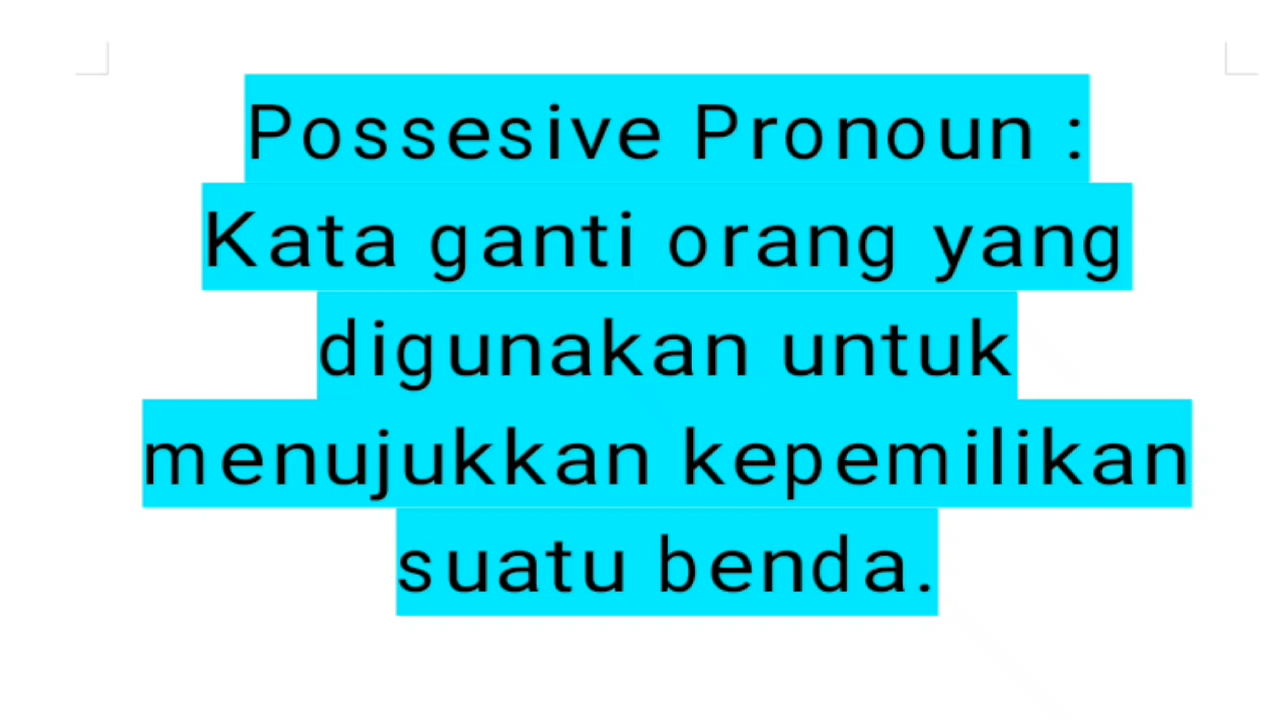 Possesive Pronoun :
Kata ganti orang yang
digunakan untuk
menujukkan kepemilikan
suatu benda.